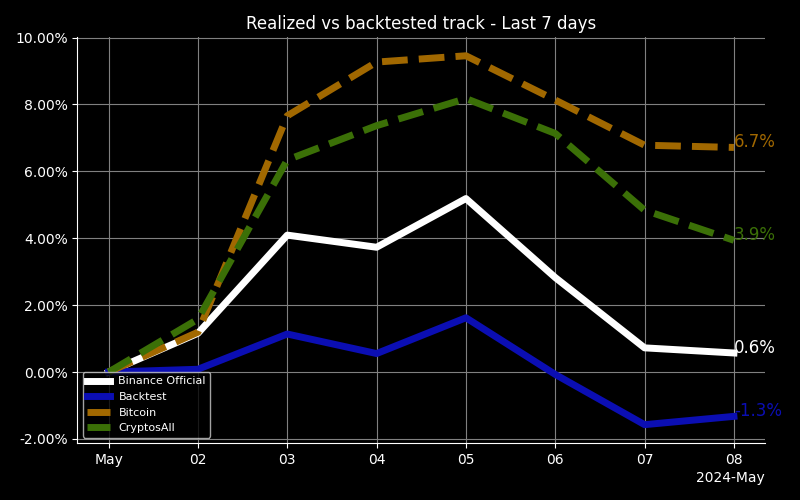 Realized vs backtested track - Last 7 days
10.00%
8.00%
6.00%
4.00%
2.00%
0.00%
-2.00%
6.7%
3.9%
0.6%
-1.3%
Binance Official
Backtest
Bitcoin
CryptosAll
May 02 03 04 05 06 07 08
2024-May